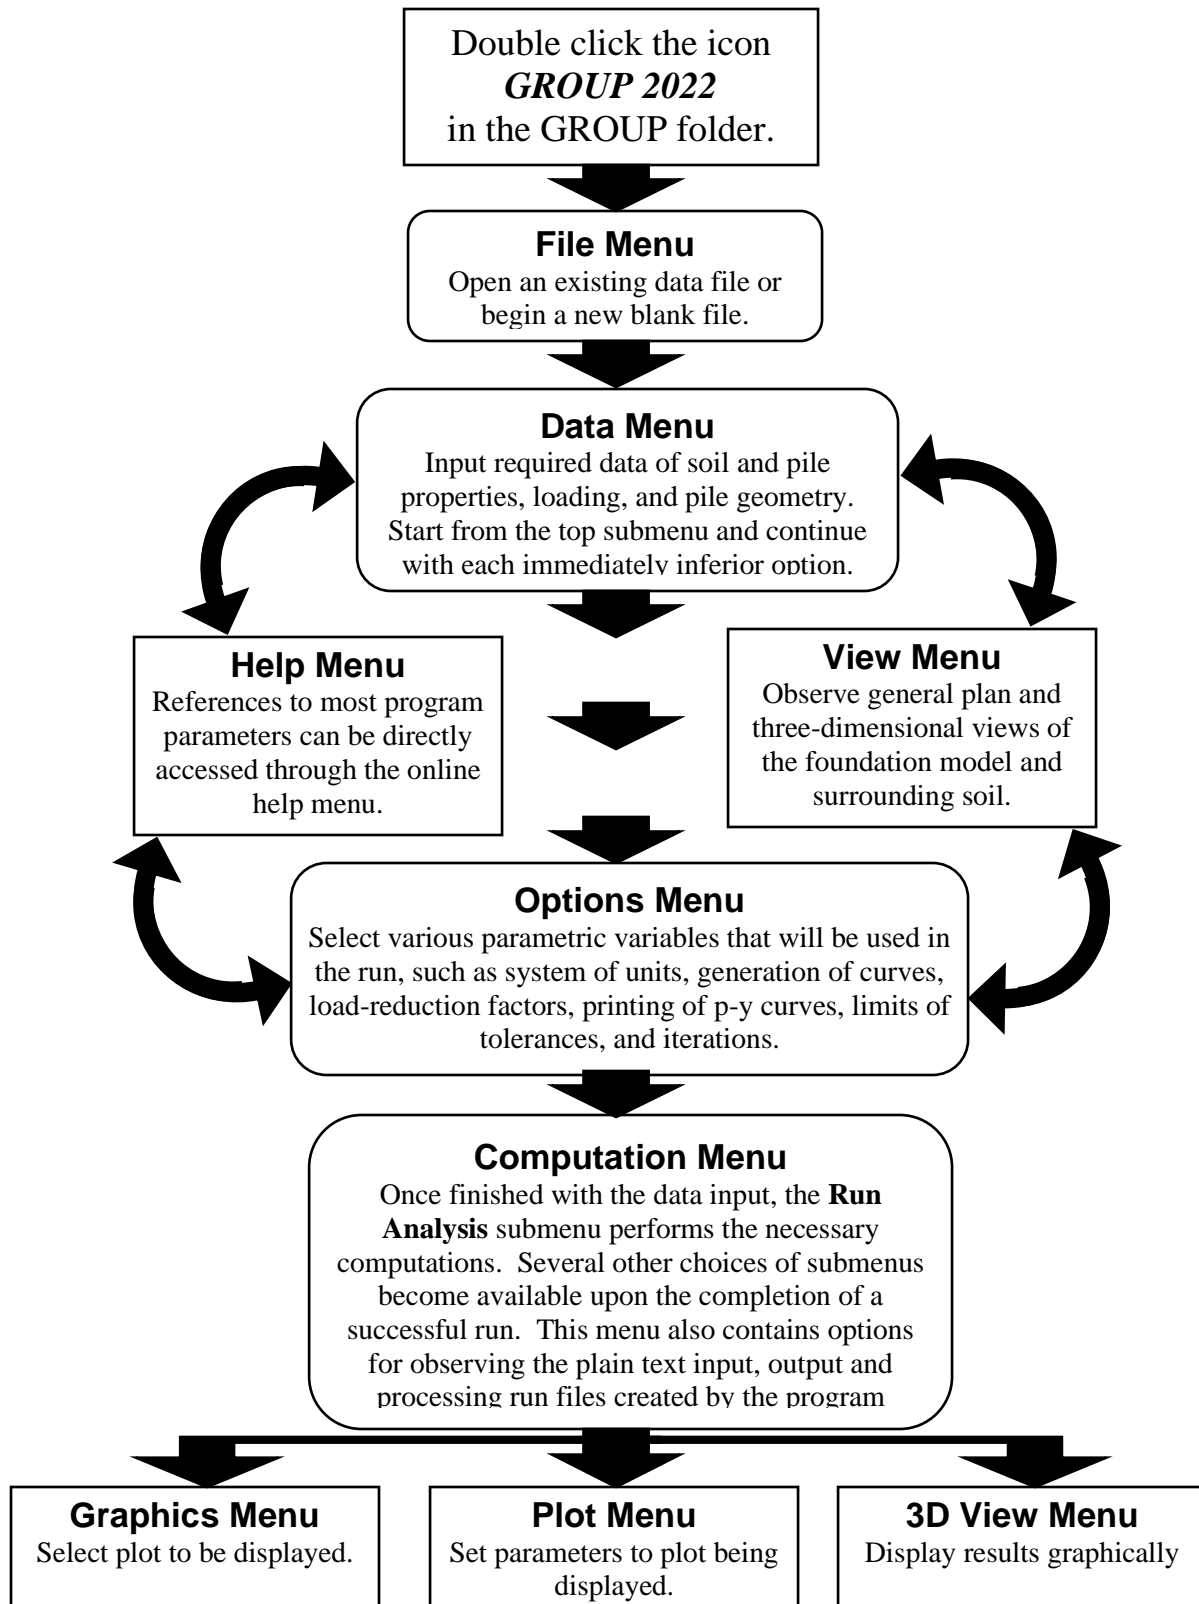 Double click the icon
GROUP 2022
in the GROUP folder.
File Menu
Open an existing data file or
begin a new blank file.
Data Menu
Input required data of soil and pile
properties, loading, and pile geometry.
Start from the top submenu and continue
with each immediately inferior option.
Help Menu
References to most program
parameters can be directly
accessed through the online
help menu.
View Menu
Observe general plan and
three-dimensional views of
the foundation model and
surrounding soil.
Options Menu
Select various parametric variables that will be used in
the run, such as system of units, generation of curves,
load-reduction factors, printing of p-y curves, limits of
tolerances, and iterations.
Computation Menu
Once finished with the data input, the Run
Analysis submenu performs the necessary
computations.  Several other choices of submenus
become available upon the completion of a
successful run.  This menu also contains options
for observing the plain text input, output and
processing run files created by the program
Graphics Menu
Select plot to be displayed.
Plot Menu
Set parameters to plot being
displayed.
3D View Menu
Display results graphically